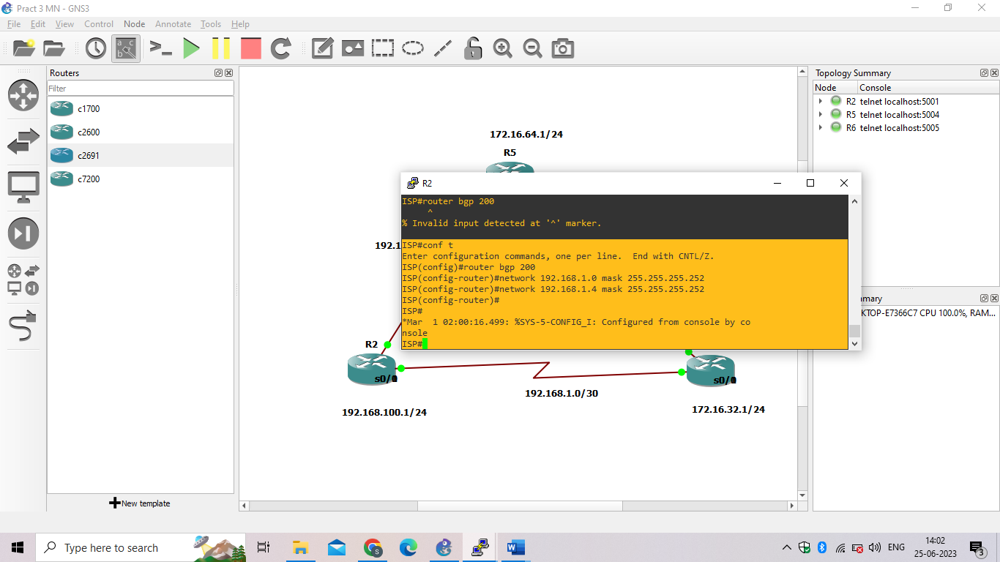 Pract 3 MN - GNS3
File Edit View Control Node Annotate Tools Help
Routers
Filter
c1700
c2600
c2691
c7200
New template
172.16.64.1/24
R5
192.1
R2
ISP#router bgp 200
^
% Invalid input detected at '^' marker.
ISP#conf t
Enter configuration commands, one per line.  End with CNTL/Z.
ISP(config)#router bgp 200
ISP(config-router)#network 192.168.1.0 mask 255.255.255.252
ISP(config-router)#network 192.168.1.4 mask 255.255.255.252
ISP(config-router)#
ISP#
*Mar  1 02:00:16.499: %SYS-5-CONFIG_I: Configured from console by co
nsole
ISP#
R2
192.168.1.0/30
192.168.100.1/24
172.16.32.1/24
Topology Summary
Node Console
R2 telnet localhost:5001
R5 telnet localhost:5004
R6 telnet localhost:5005
mmary
KTOP-E7366C7 CPU 100.0%, RAM...
Type here to search
ENG
14:02
25-06-2023
3